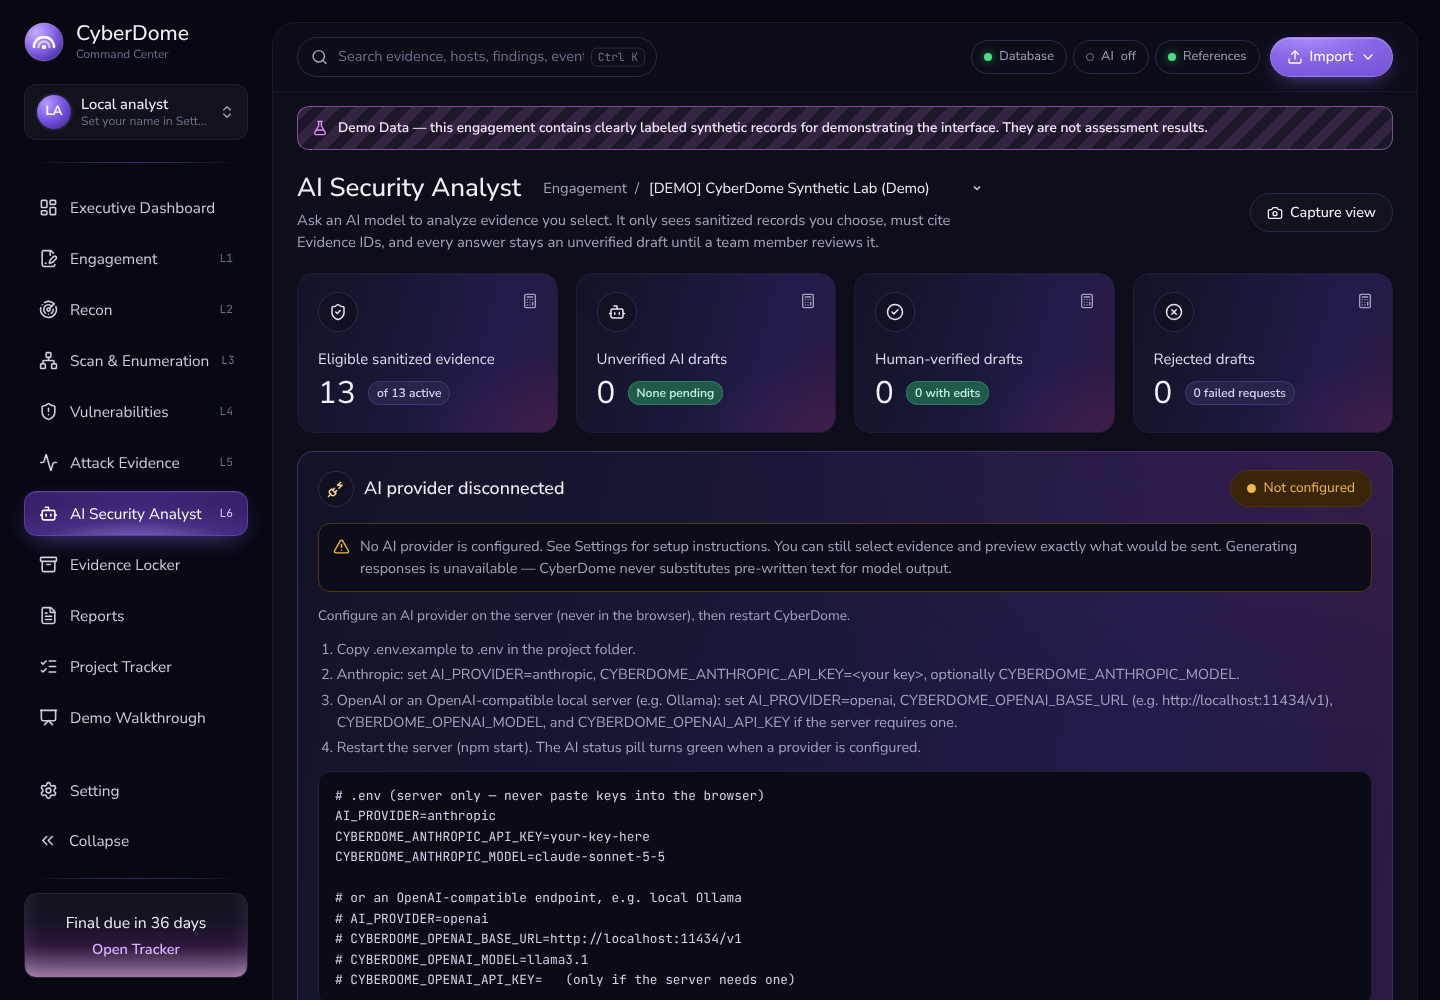 CyberDome
Command Center
LA
Local analyst
Set your name in Sett...
Executive Dashboard
Engagement L1
Recon L2
Scan & Enumeration L3
Vulnerabilities L4
Attack Evidence L5
AI Security Analyst L6
Evidence Locker
Reports
Project Tracker
Demo Walkthrough
Setting
Collapse
Final due in 36 days
Open Tracker
Search evidence, hosts, findings, event Ctrl K
Database
AI off
References
Import
Demo Data — this engagement contains clearly labeled synthetic records for demonstrating the interface. They are not assessment results.
AI Security Analyst
Engagement / [DEMO] CyberDome Synthetic Lab (Demo)
Ask an AI model to analyze evidence you select. It only sees sanitized records you choose, must cite
Evidence IDs, and every answer stays an unverified draft until a team member reviews it.
Capture view
Eligible sanitized evidence
13 of 13 active
Unverified AI drafts
0 None pending
Human-verified drafts
0 0 with edits
Rejected drafts
0 0 failed requests
AI provider disconnected
Not configured
No AI provider is configured. See Settings for setup instructions. You can still select evidence and preview exactly what would be sent. Generating
responses is unavailable — CyberDome never substitutes pre-written text for model output.
Configure an AI provider on the server (never in the browser), then restart CyberDome.
1. Copy .env.example to .env in the project folder.
2. Anthropic: set AI_PROVIDER=anthropic, CYBERDOME_ANTHROPIC_API_KEY=<your key>, optionally CYBERDOME_ANTHROPIC_MODEL.
3. OpenAI or an OpenAI-compatible local server (e.g. Ollama): set AI_PROVIDER=openai, CYBERDOME_OPENAI_BASE_URL (e.g. http://localhost:11434/v1),
CYBERDOME_OPENAI_MODEL, and CYBERDOME_OPENAI_API_KEY if the server requires one.
4. Restart the server (npm start). The AI status pill turns green when a provider is configured.
# .env (server only — never paste keys into the browser)
AI_PROVIDER=anthropic
CYBERDOME_ANTHROPIC_API_KEY=your-key-here
CYBERDOME_ANTHROPIC_MODEL=claude-sonnet-5-5
# or an OpenAI-compatible endpoint, e.g. local Ollama
# AI_PROVIDER=openai
# CYBERDOME_OPENAI_BASE_URL=http://localhost:11434/v1
# CYBERDOME_OPENAI_MODEL=llama3.1
# CYBERDOME_OPENAI_API_KEY= (only if the server needs one)